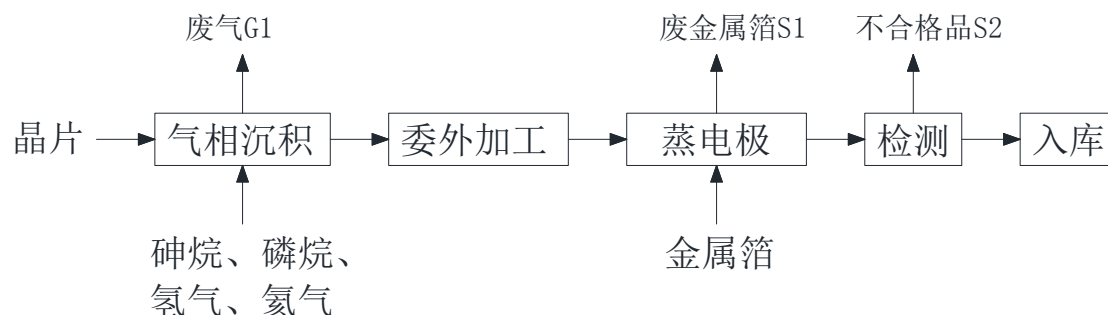 废气G1
废金属箔S1
不合格品S2
晶片
气相沉积
委外加工
蒸电极
检测
入库
砷烷、磷烷、
氢气、氦气
金属箔